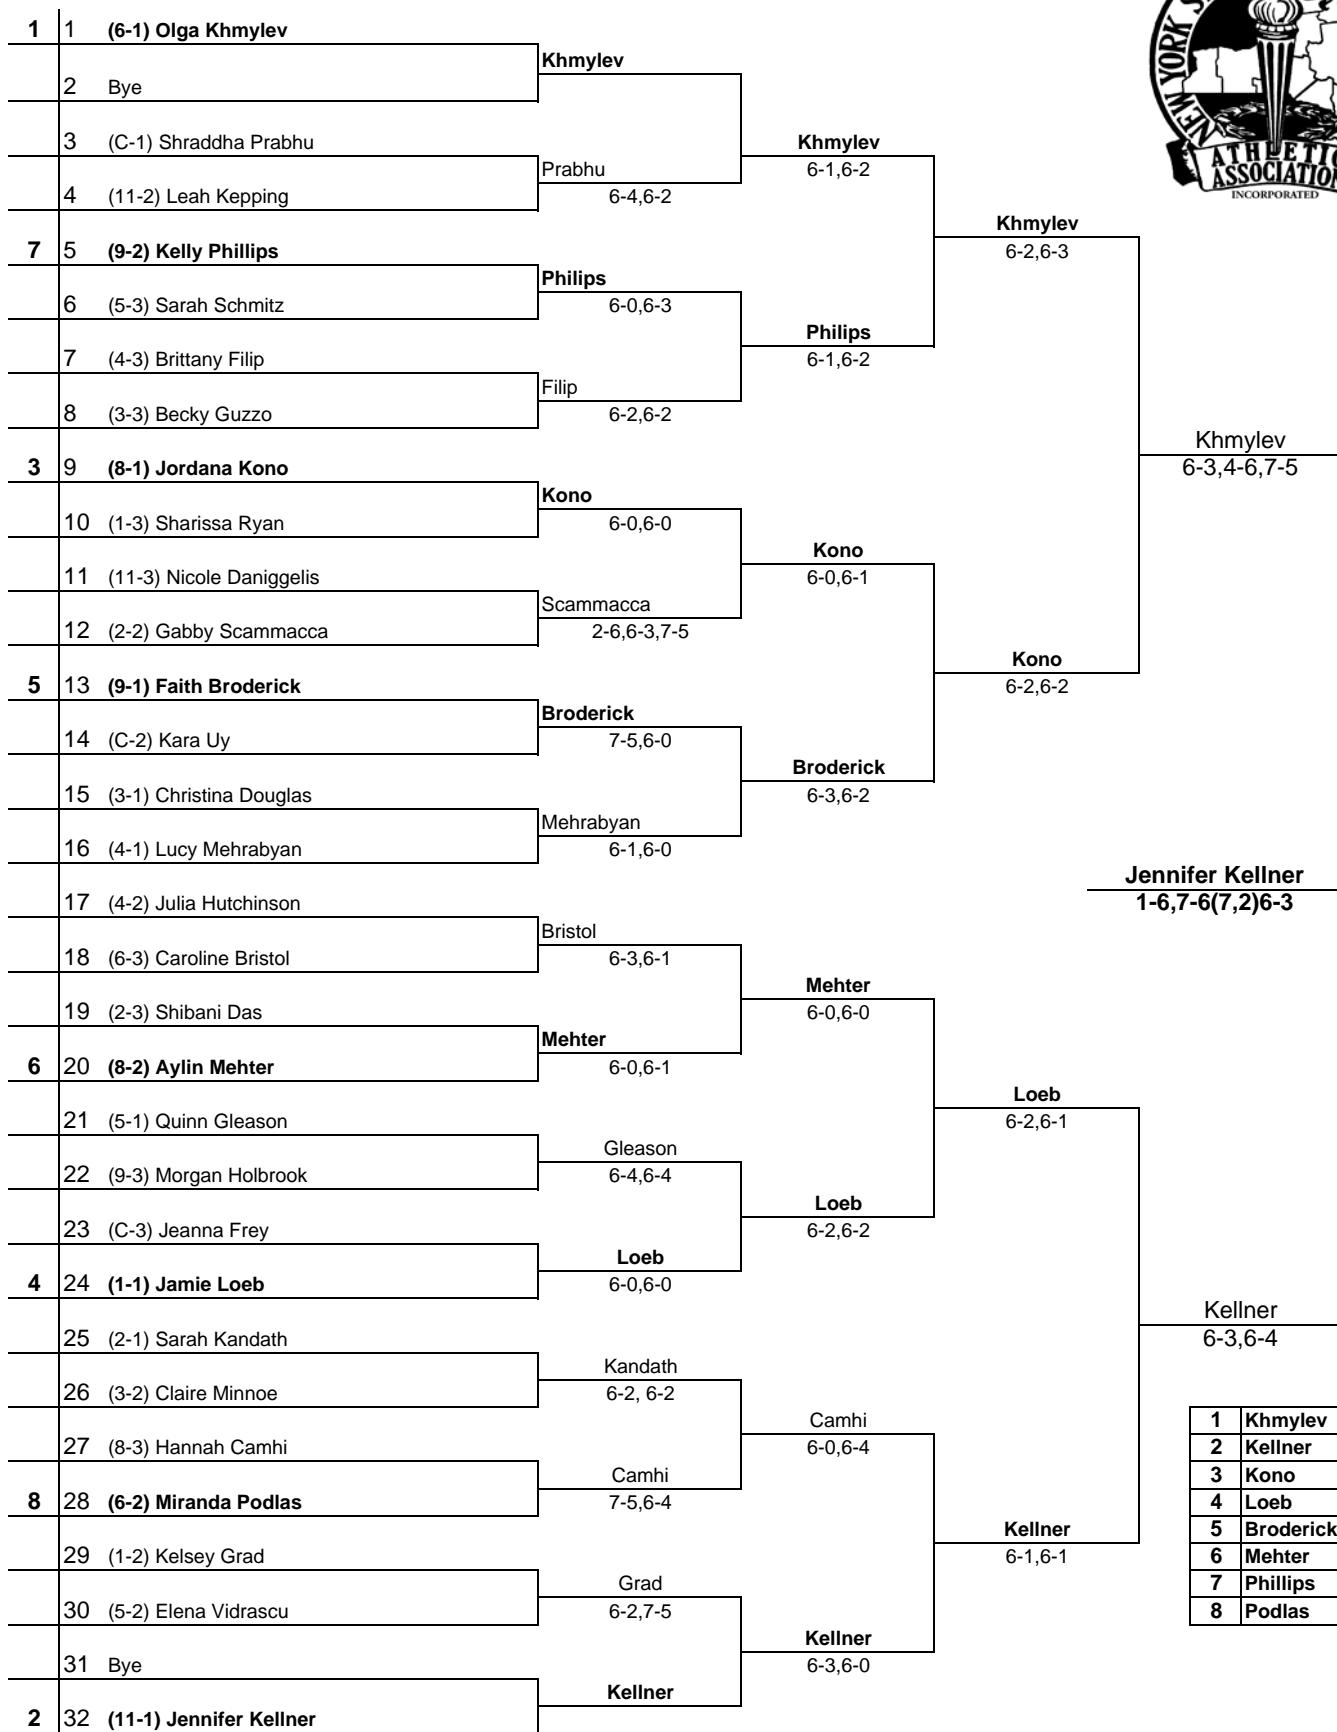 1 1 (6-1) Olga Khmylev
Khmylev
2 Bye
3 (C-1) Shraddha Prabhu
Khmylev
Prabhu
6-1,6-2
4 (11-2) Leah Kepping
6-4,6-2
Khmylev
7 5 (9-2) Kelly Phillips
6-2,6-3
Philips
6 (5-3) Sarah Schmitz
6-0,6-3
Philips
7 (4-3) Brittany Filip
6-1,6-2
Filip
8 (3-3) Becky Guzzo
6-2,6-2
Khmylev
3 9 (8-1) Jordana Kono
6-3,4-6,7-5
Kono
10 (1-3) Sharissa Ryan
6-0,6-0
Kono
11 (11-3) Nicole Daniggelis
6-0,6-1
Scammacca
12 (2-2) Gabby Scammacca
2-6,6-3,7-5
Kono
5 13 (9-1) Faith Broderick
6-2,6-2
Broderick
14 (C-2) Kara Uy
7-5,6-0
Broderick
15 (3-1) Christina Douglas
6-3,6-2
Mehrabyan
16 (4-1) Lucy Mehrabyan
6-1,6-0
Jennifer Kellner
17 (4-2) Julia Hutchinson
1-6,7-6(7,2)6-3
Bristol
18 (6-3) Caroline Bristol
6-3,6-1
Mehter
19 (2-3) Shibani Das
6-0,6-0
Mehter
6 20 (8-2) Aylin Mehter
6-0,6-1
Loeb
21 (5-1) Quinn Gleason
6-2,6-1
Gleason
22 (9-3) Morgan Holbrook
6-4,6-4
Loeb
23 (C-3) Jeanna Frey
6-2,6-2
Loeb
4 24 (1-1) Jamie Loeb
6-0,6-0
Kellner
25 (2-1) Sarah Kandath
6-3,6-4
Kandath
26 (3-2) Claire Minnoe
6-2, 6-2
Camhi
27 (8-3) Hannah Camhi
6-0,6-4
Camhi
8 28 (6-2) Miranda Podlas
7-5,6-4
Kellner
29 (1-2) Kelsey Grad
6-1,6-1
Grad
30 (5-2) Elena Vidrascu
6-2,7-5
Kellner
31 Bye
6-3,6-0
Kellner
2 32 (11-1) Jennifer Kellner
1 Khmylev
2 Kellner
3 Kono
4 Loeb
5 Broderick
6 Mehter
7 Phillips
8 Podlas
NEW YORK
ASSOCIATION
INCORPORATED